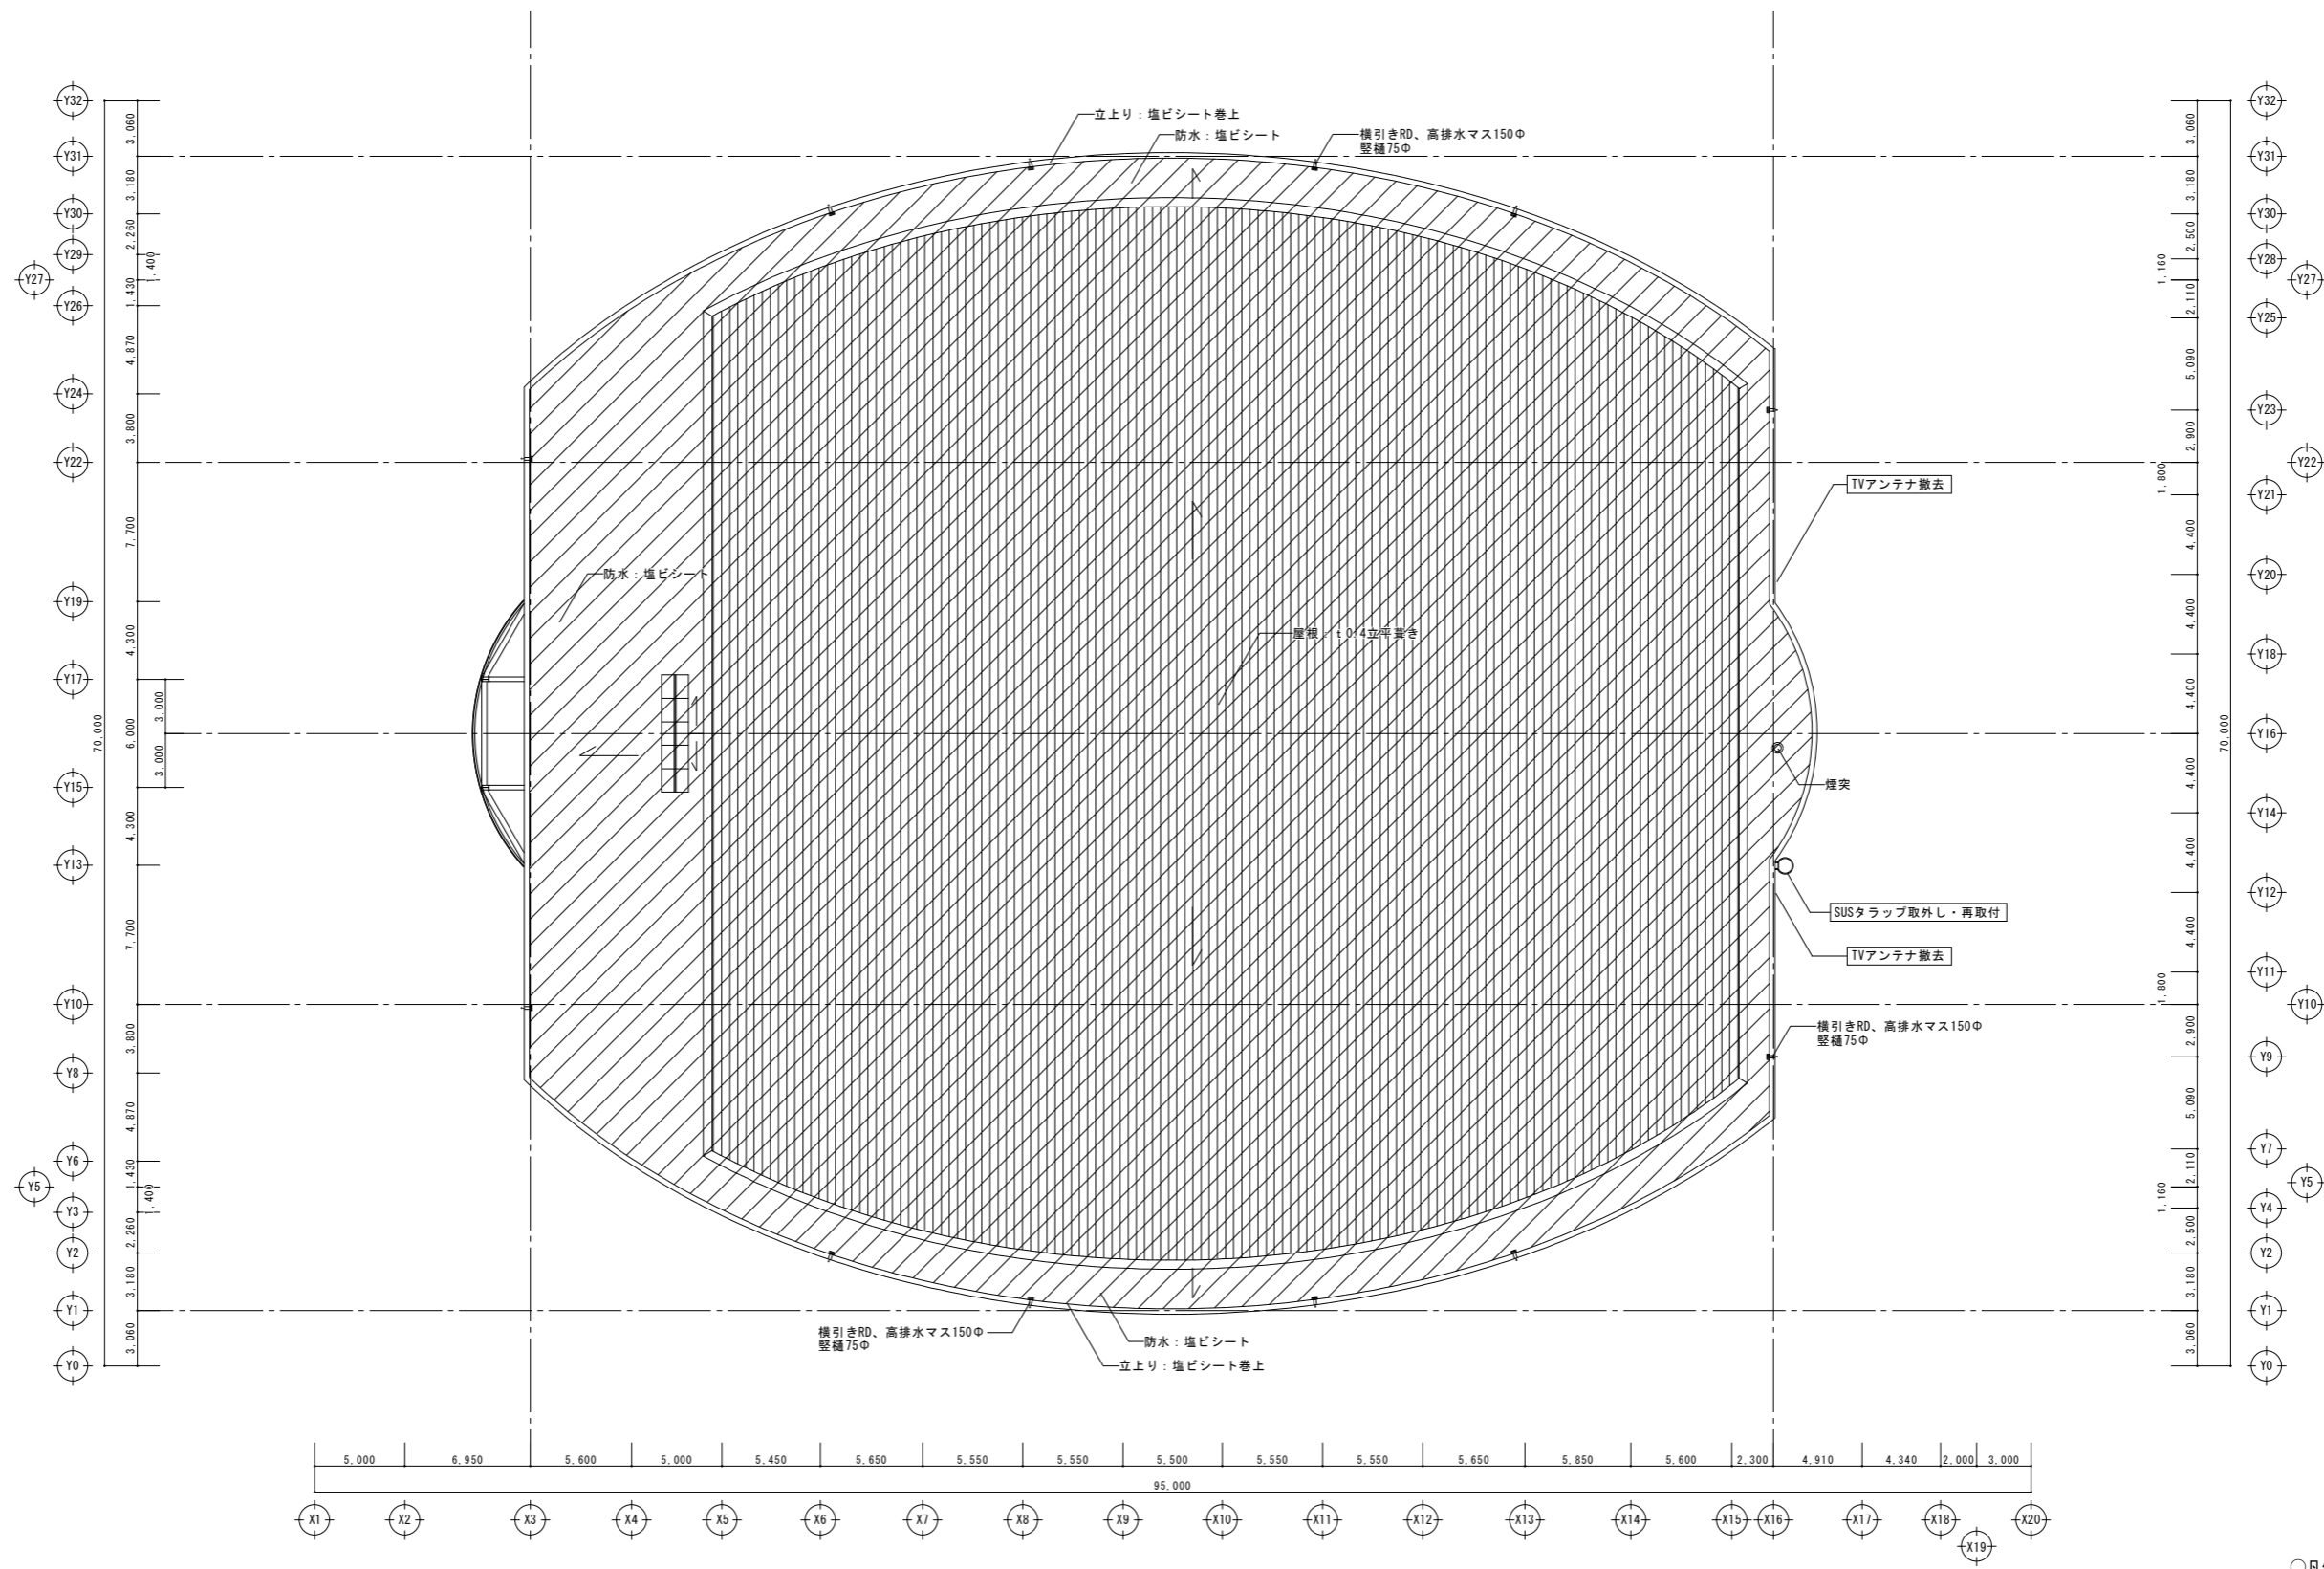 立上り：塩ビシート巻上
防水：塩ビシート
横引きRD、高排水マス150Φ
竪樋75Φ
Y32
Y31
Y30
Y29
Y27
Y26
Y24
Y22
Y19
Y17
Y15
Y13
Y10
Y8
Y6
Y5
Y3
Y2
Y1
Y0
3,060
3,180
2,260
1,400
1,430
4,870
3,800
7,700
4,300
6,000
3,000
3,000
70,000
4,300
7,700
3,800
4,870
1,430
1,400
2,260
3,180
3,060
防水：塩ビシート
屋根：t0.4立平葺き
TVアンテナ撤去
煙突
SUSタラップ取外し・再取付
TVアンテナ撤去
横引きRD、高排水マス150Φ
竪樋75Φ
横引きRD、高排水マス150Φ
竪樋75Φ
防水：塩ビシート
立上り：塩ビシート巻上
3,060
3,180
2,500
1,160
2,110
5,090
2,900
1,800
4,400
4,400
4,400
70,000
4,400
4,400
4,400
1,800
2,900
5,090
2,110
1,160
2,500
3,180
3,060
Y32
Y31
Y30
Y28
Y27
Y25
Y23
Y22
Y21
Y20
Y18
Y16
Y14
Y12
Y11
Y10
Y9
Y7
Y5
Y4
Y2
Y1
Y0
5,000 6,950 5,600 5,000 5,450 5,650 5,550 5,550 5,500 5,550 5,550 5,650 5,850 5,600 2,300 4,910 4,340 2,000 3,000
95,000
X1 X2 X3 X4 X5 X6 X7 X8 X9 X10 X11 X12 X13 X14 X15 X16 X17 X18 X20
X19